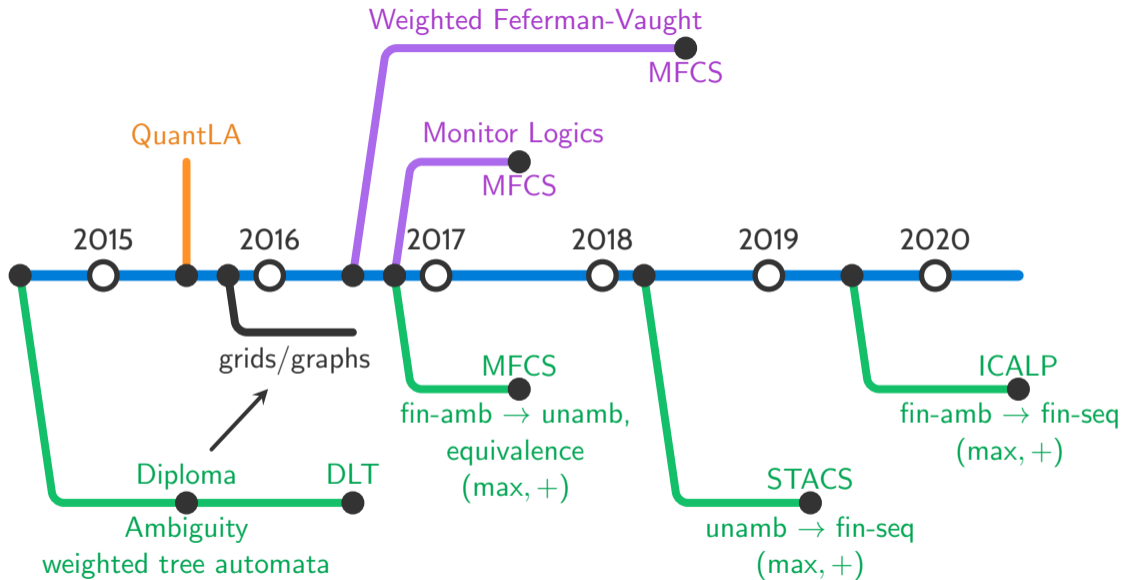 Weighted Feferman-Vaught
MFCS
QuantLA
Monitor Logics
MFCS
2015
2016
2017
2018
2019
2020
grids/graphs
MFCS
fin-amb → unamb,
equivalence
(max, +)
ICALP
fin-amb → fin-seq
(max, +)
Diploma
DLT
Ambiguity
weighted tree automata
STACS
unamb → fin-seq
(max, +)